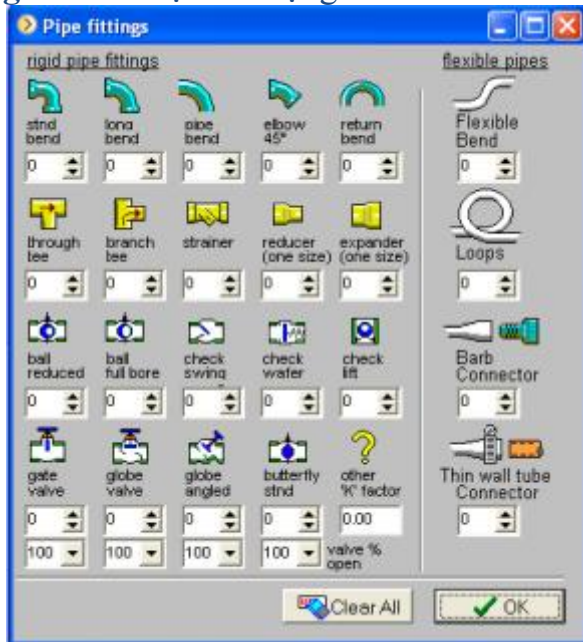 Pipe fittings
rigid pipe fittings
flexible pipes
stnd bend
long bend
pipe bend
elbow 45°
return bend
Flexible Bend
0 0 0 0 0 0
through tee
branch tee
strainer
reducer (one size)
expander (one size)
Loops
0 0 0 0 0 0
ball reduced
ball full bore
check swing
check wafer
check lift
Barb Connector
0 0 0 0 0 0
gate valve
globe valve
globe angled
butterfly stnd
other 'K' factor
Thin wall tube Connector
0 0 0 0 0.00 0
100 100 100 100 valve % open
Clear All
OK